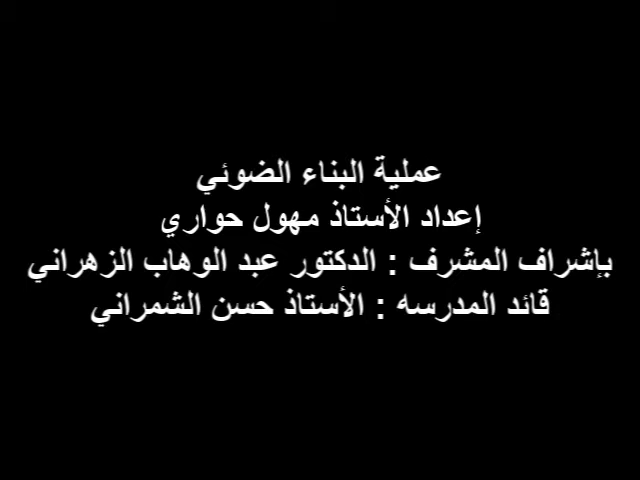 عملية البناء الضوئي
إعداد الأستاذ مهول حواري
بإشراف المشرف : الدكتور عبد الوهاب الزهراني
قائد المدرسه : الأستاذ حسن الشمراني